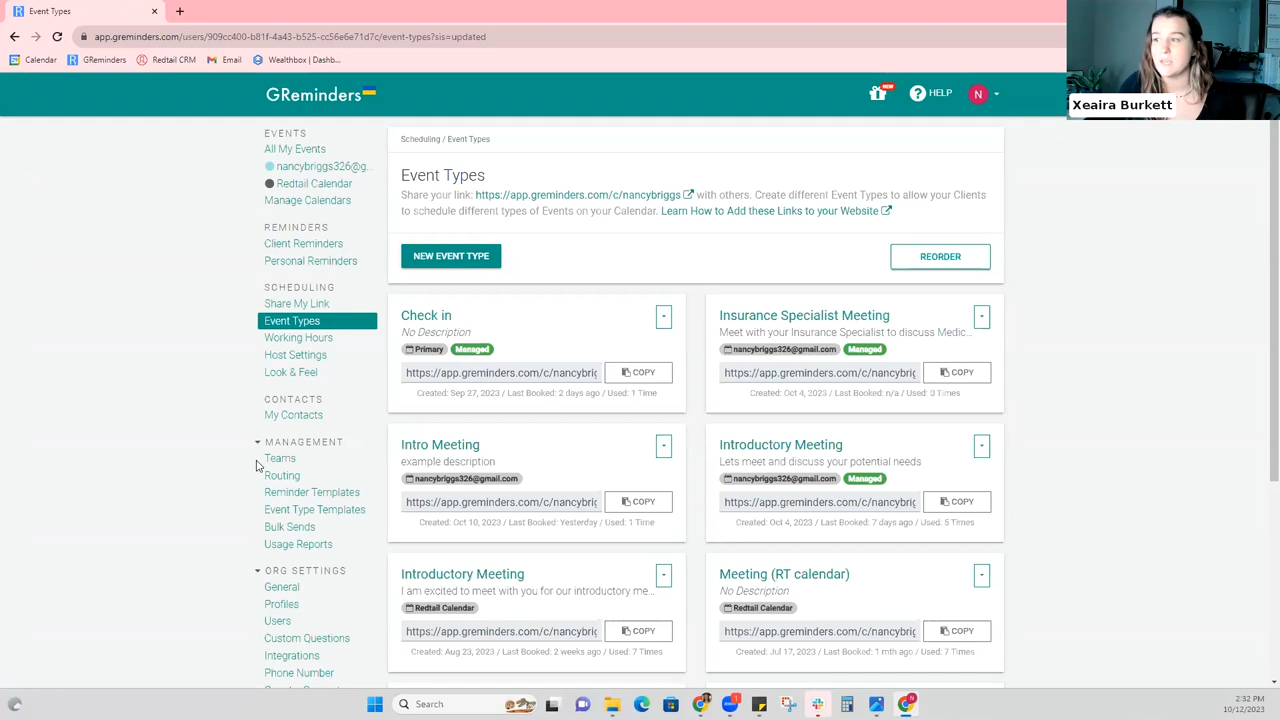 Event Types
app.greminders.com/users/909cc400-b81f-4a43-b525-cc56e6e71d7c/event-types?sis=updated
Calendar GReminders Redtail CRM Email Wealthbox | Dashb...
Xeaira Burkett
GReminders
NEW
HELP
N
EVENTS
All My Events
nancybriggs326@g...
Redtail Calendar
Manage Calendars
REMINDERS
Client Reminders
Personal Reminders
SCHEDULING
Share My Link
Event Types
Working Hours
Host Settings
Look & Feel
CONTACTS
My Contacts
MANAGEMENT
Teams
Routing
Reminder Templates
Event Type Templates
Bulk Sends
Usage Reports
ORG SETTINGS
General
Profiles
Users
Custom Questions
Integrations
Phone Number
Scheduling / Event Types
Event Types
Share your link: https://app.greminders.com/c/nancybriggs with others. Create different Event Types to allow your Clients
to schedule different types of Events on your Calendar. Learn How to Add these Links to your Website
NEW EVENT TYPE
REORDER
Check in
No Description
Primary Managed
https://app.greminders.com/c/nancybrig COPY
Created: Sep 27, 2023 / Last Booked: 2 days ago / Used: 1 Time
Insurance Specialist Meeting
Meet with your Insurance Specialist to discuss Medic...
nancybriggs326@gmail.com Managed
https://app.greminders.com/c/nancybrig COPY
Created: Oct 4, 2023 / Last Booked: n/a / Used: 0 Times
Intro Meeting
example description
nancybriggs326@gmail.com
https://app.greminders.com/c/nancybrig COPY
Created: Oct 10, 2023 / Last Booked: Yesterday / Used: 1 Time
Introductory Meeting
Lets meet and discuss your potential needs
nancybriggs326@gmail.com Managed
https://app.greminders.com/c/nancybrig COPY
Created: Oct 4, 2023 / Last Booked: 7 days ago / Used: 5 Times
Introductory Meeting
I am excited to meet with you for our introductory me...
Redtail Calendar
https://app.greminders.com/c/nancybrig COPY
Created: Aug 23, 2023 / Last Booked: 2 weeks ago / Used: 7 Times
Meeting (RT calendar)
No Description
Redtail Calendar
https://app.greminders.com/c/nancybrig COPY
Created: Jul 17, 2023 / Last Booked: 1 mth ago / Used: 7 Times
Search
2:32 PM
10/12/2023